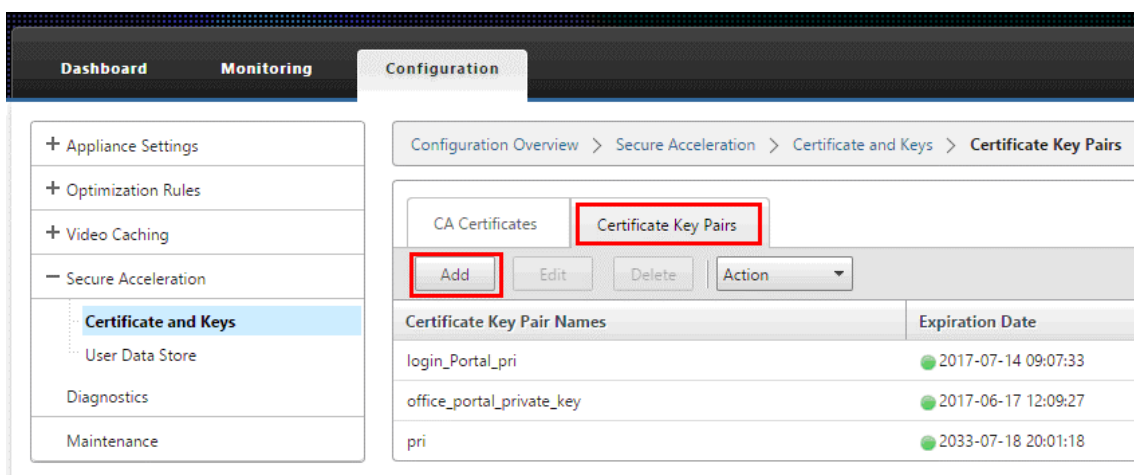 Dashboard Monitoring Configuration
+ Appliance Settings
+ Optimization Rules
+ Video Caching
− Secure Acceleration
Certificate and Keys
User Data Store
Diagnostics
Maintenance
Configuration Overview > Secure Acceleration > Certificate and Keys > Certificate Key Pairs
CA Certificates Certificate Key Pairs
Add Edit Delete Action
Certificate Key Pair Names Expiration Date
login_Portal_pri 2017-07-14 09:07:33
office_portal_private_key 2017-06-17 12:09:27
pri 2033-07-18 20:01:18